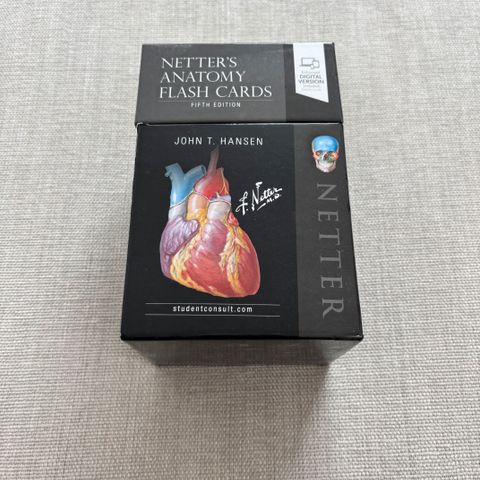 NETTER'S
ANATOMY
FLASH CARDS
FIFTH EDITION
DIGITAL
VERSION
JOHN T. HANSEN
F. Netter
M.D.
NETTER
studentconsult.com